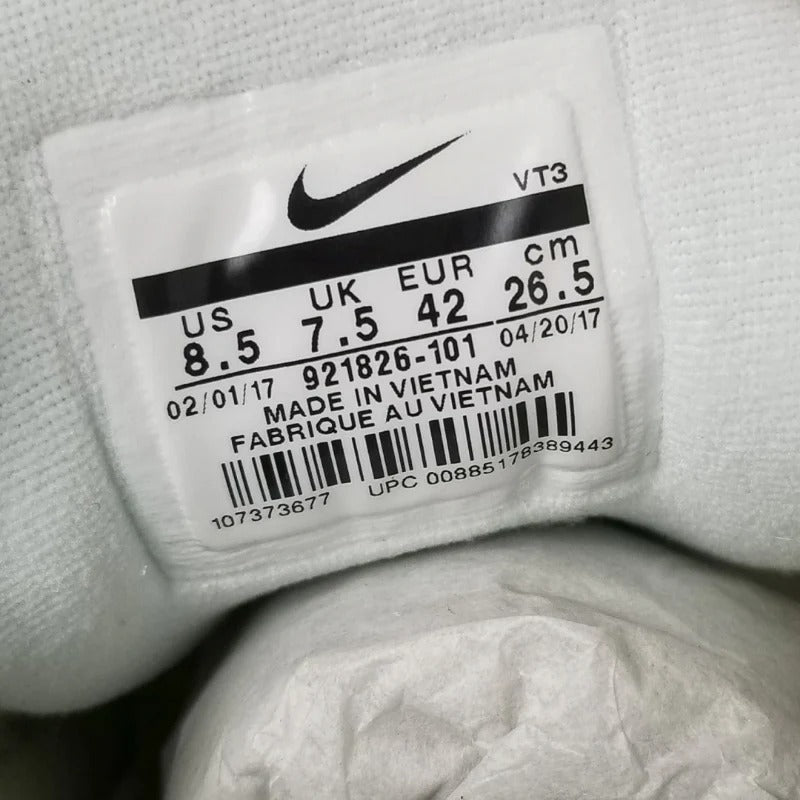 VT3
US UK EUR cm
8.5 7.5 42 26.5
02/01/17 921826-101 04/20/17
MADE IN VIETNAM
FABRIQUE AU VIETNAM
107373677 UPC 00885178389443